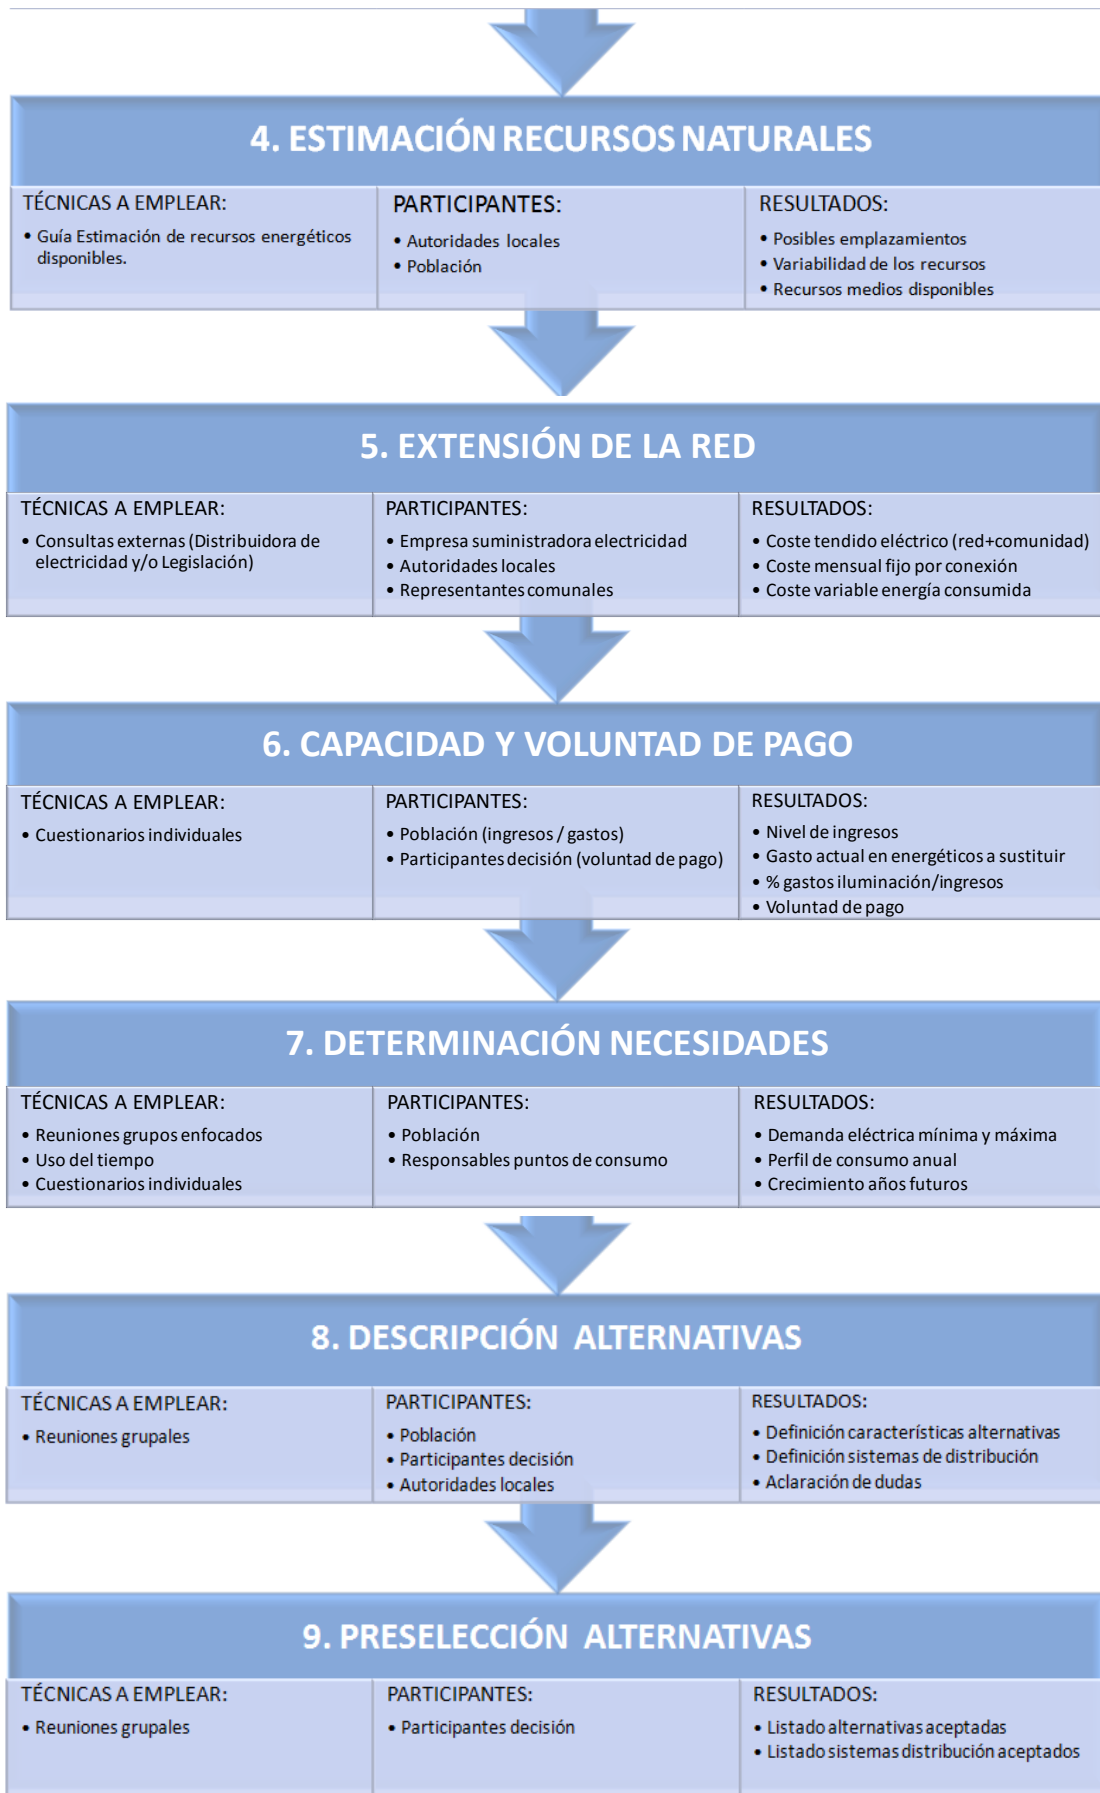 4. ESTIMACIÓN RECURSOS NATURALES
TÉCNICAS A EMPLEAR:
• Guía Estimación de recursos energéticos
disponibles.
PARTICIPANTES:
• Autoridades locales
• Población
RESULTADOS:
• Posibles emplazamientos
• Variabilidad de los recursos
• Recursos medios disponibles
5. EXTENSIÓN DE LA RED
TÉCNICAS A EMPLEAR:
• Consultas externas (Distribuidora de
electricidad y/o Legislación)
PARTICIPANTES:
• Empresa suministradora electricidad
• Autoridades locales
• Representantes comunales
RESULTADOS:
• Coste tendido eléctrico (red+comunidad)
• Coste mensual fijo por conexión
• Coste variable energía consumida
6. CAPACIDAD Y VOLUNTAD DE PAGO
TÉCNICAS A EMPLEAR:
• Cuestionarios individuales
PARTICIPANTES:
• Población (ingresos / gastos)
• Participantes decisión (voluntad de pago)
RESULTADOS:
• Nivel de ingresos
• Gasto actual en energéticos a sustituir
• % gastos iluminación/ingresos
• Voluntad de pago
7. DETERMINACIÓN NECESIDADES
TÉCNICAS A EMPLEAR:
• Reuniones grupos enfocados
• Uso del tiempo
• Cuestionarios individuales
PARTICIPANTES:
• Población
• Responsables puntos de consumo
RESULTADOS:
• Demanda eléctrica mínima y máxima
• Perfil de consumo anual
• Crecimiento años futuros
8. DESCRIPCIÓN ALTERNATIVAS
TÉCNICAS A EMPLEAR:
• Reuniones grupales
PARTICIPANTES:
• Población
• Participantes decisión
• Autoridades locales
RESULTADOS:
• Definición características alternativas
• Definición sistemas de distribución
• Aclaración de dudas
9. PRESELECCIÓN ALTERNATIVAS
TÉCNICAS A EMPLEAR:
• Reuniones grupales
PARTICIPANTES:
• Participantes decisión
RESULTADOS:
• Listado alternativas aceptadas
• Listado sistemas distribución aceptados